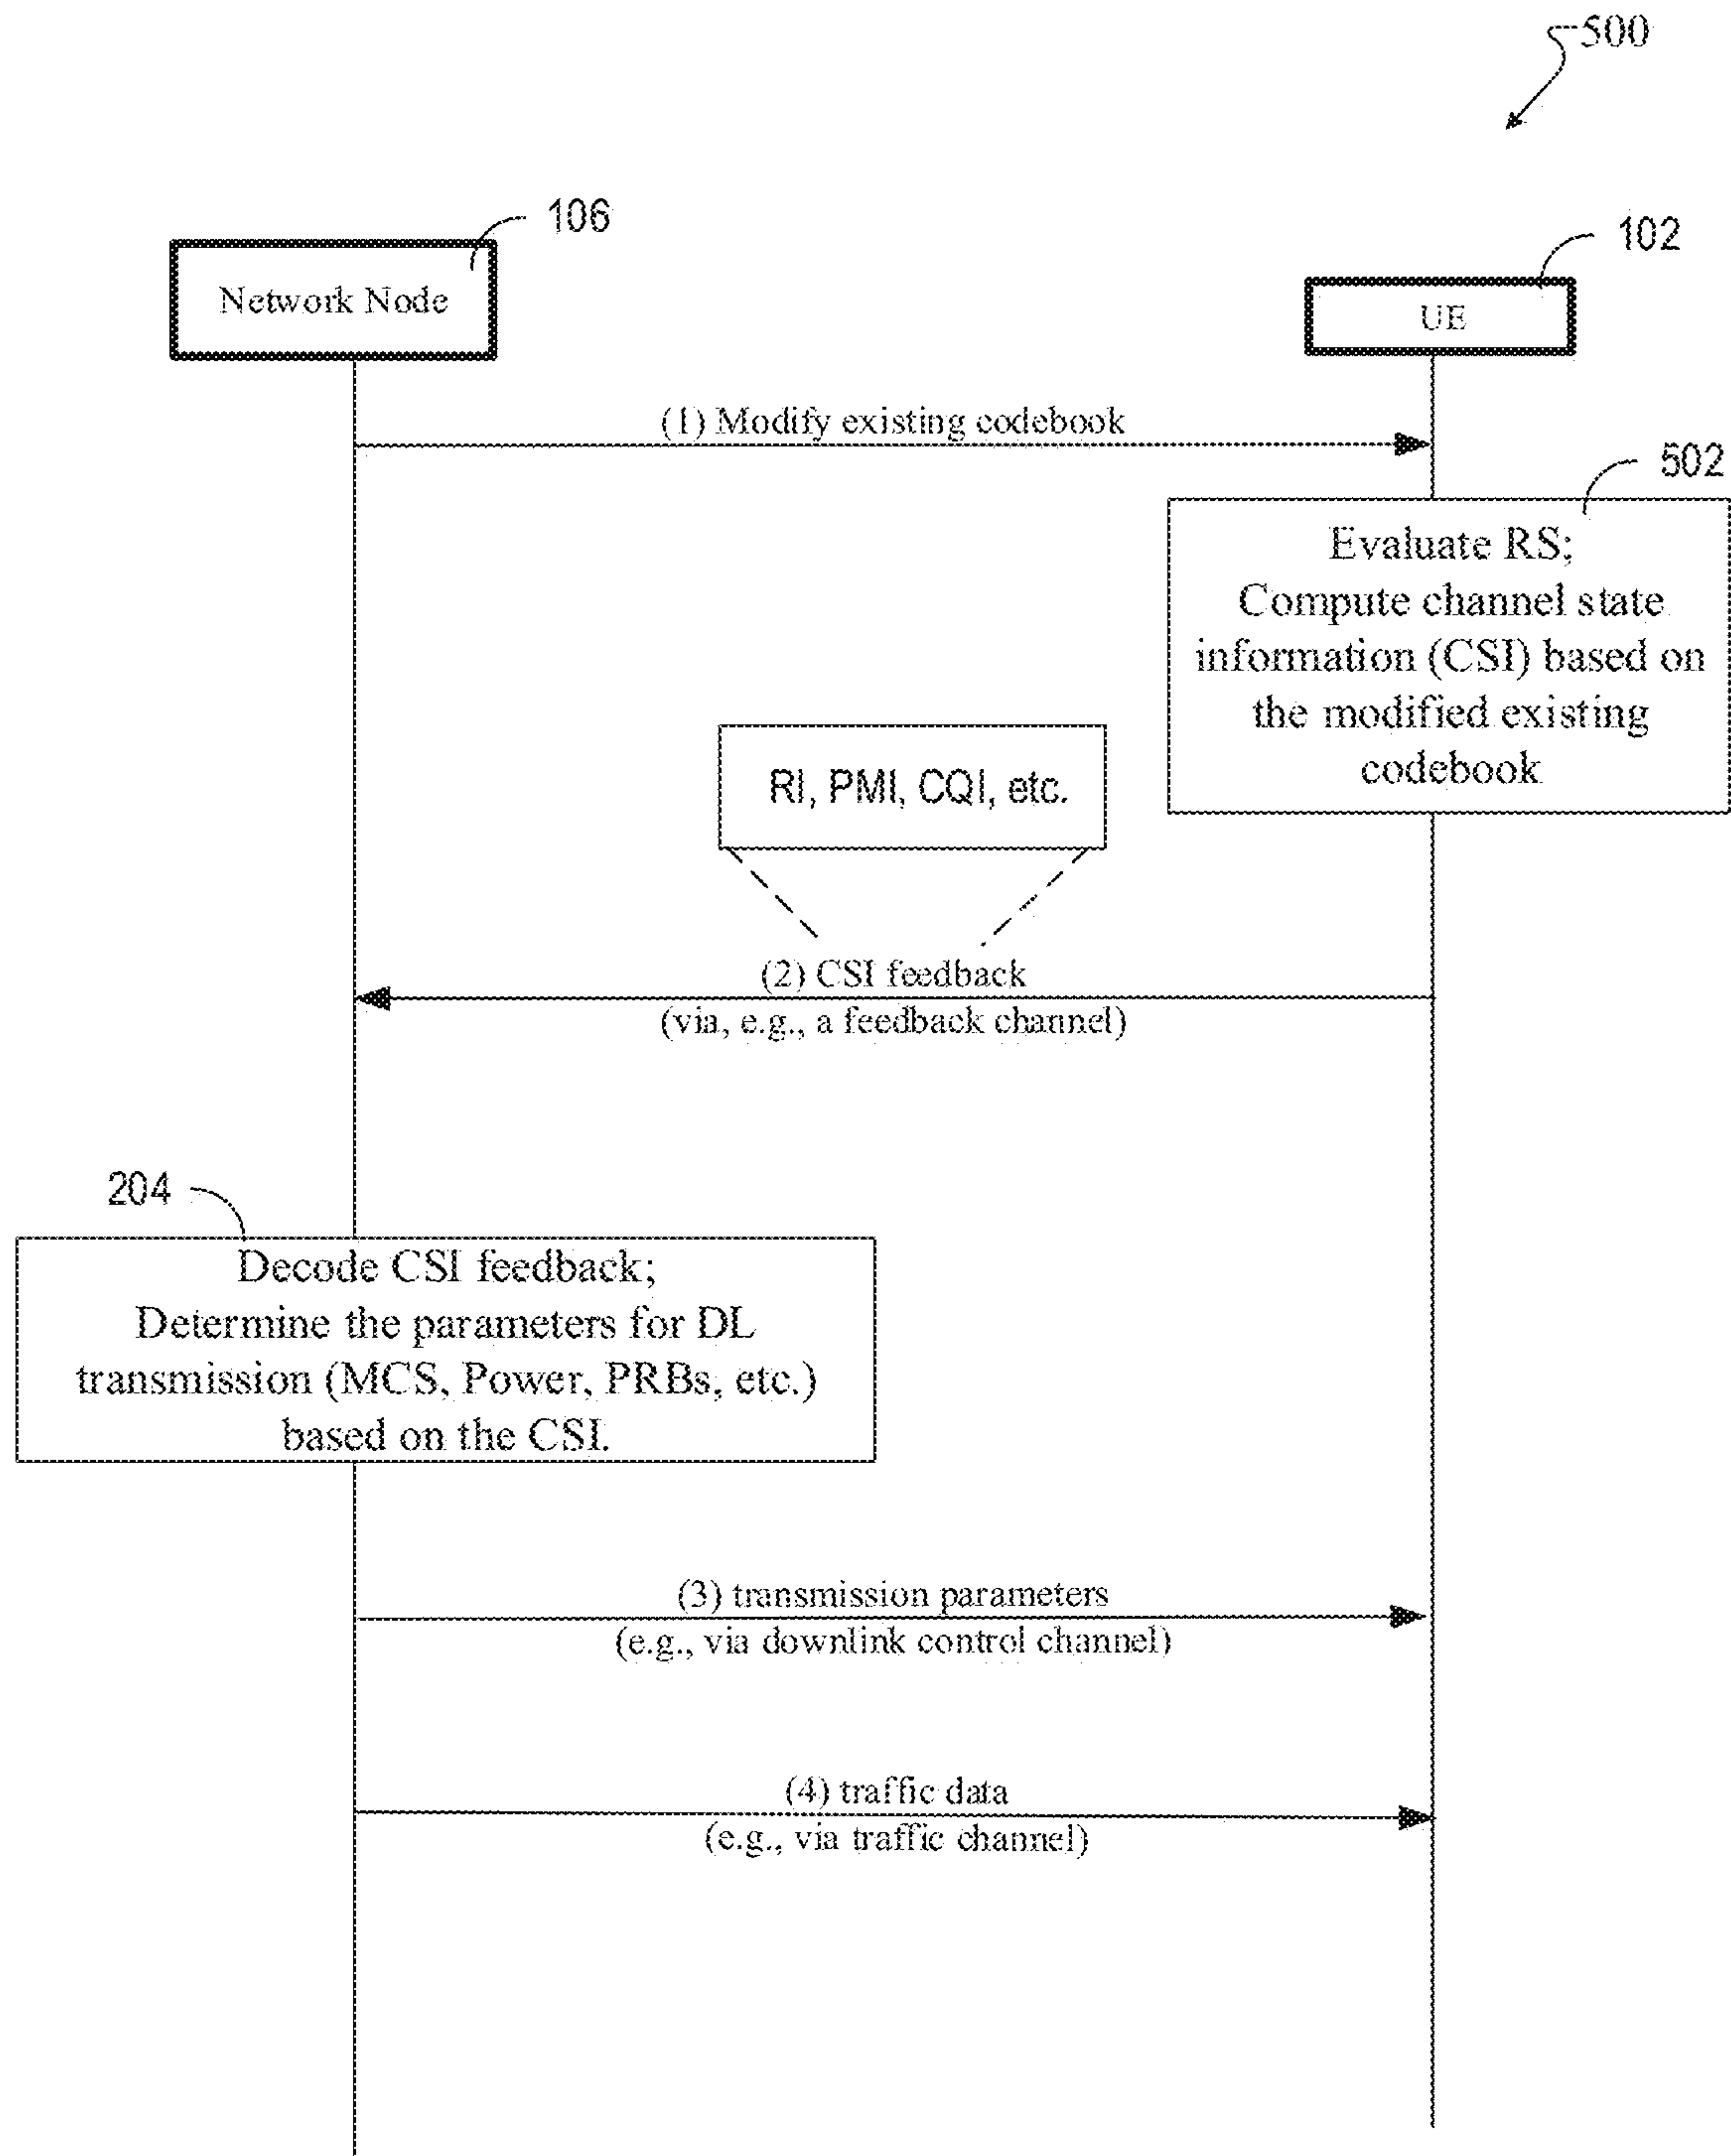 500
106
Network Node
102
UE
(1) Modify existing codebook
502
Evaluate RS;
Compute channel state
information (CSI) based on
the modified existing
codebook
RI, PMI, CQI, etc.
(2) CSI feedback
(via, e.g., a feedback channel)
204
Decode CSI feedback;
Determine the parameters for DL
transmission (MCS, Power, PRBs, etc.)
based on the CSI.
(3) transmission parameters
(e.g., via downlink control channel)
(4) traffic data
(e.g., via traffic channel)